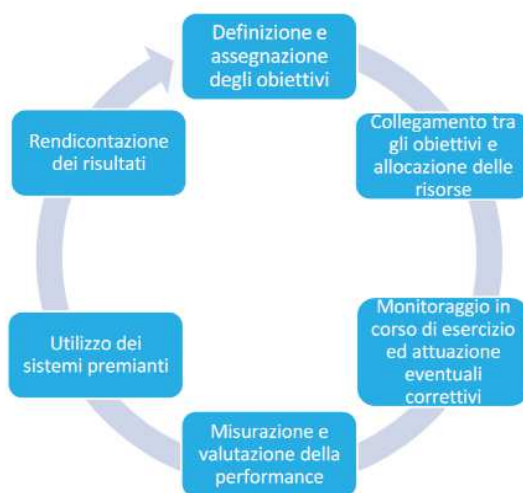 Definizione e
assegnazione
degli obiettivi
Collegamento tra
gli obiettivi e
allocazione delle
risorse
Monitoraggio in
corso di esercizio
ed attuazione
eventuali
correttivi
Misurazione e
valutazione della
performance
Utilizzo dei
sistemi premianti
Rendicontazione
dei risultati